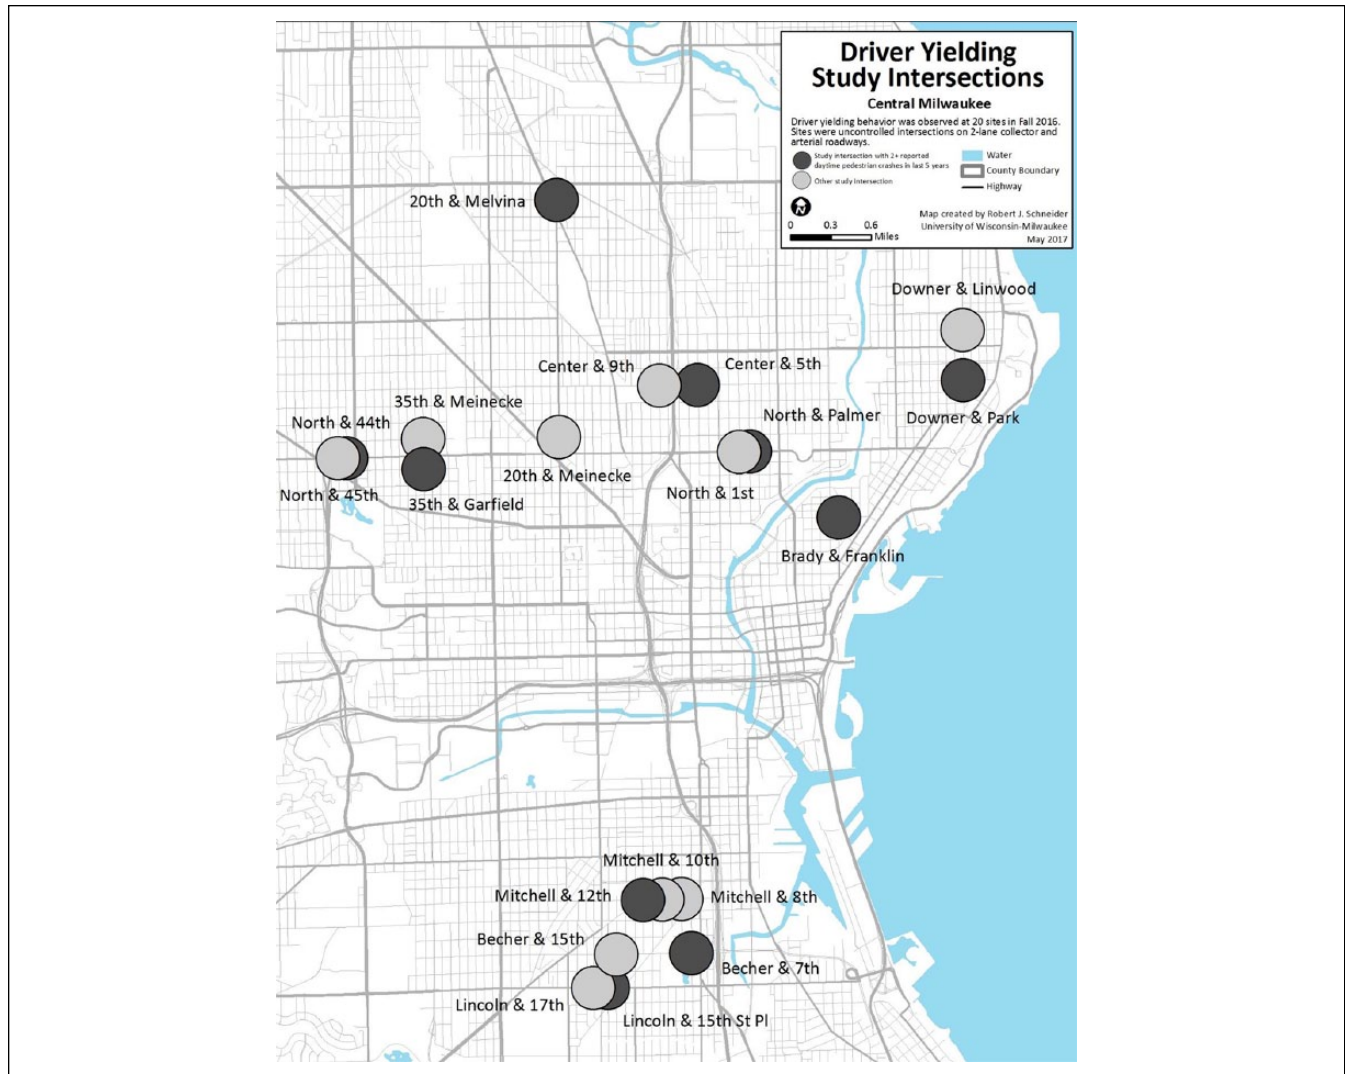 Driver Yielding
Study Intersections
Central Milwaukee
Driver yielding behavior was observed at 20 sites in Fall 2016.
Sites were uncontrolled intersections on 2-lane collector and
arterial roadways.
Study intersection with 2+ reported
daytime pedestrian crashes in last 5 years
Other study intersection
Water
County Boundary
Highway
N
0 0.3 0.6
Miles
Map created by Robert J. Schneider
University of Wisconsin-Milwaukee
May 2017
20th & Melvina
Downer & Linwood
Center & 9th
Center & 5th
35th & Meinecke
North & Palmer
Downer & Park
North & 44th
20th & Meinecke
North & 45th
North & 1st
35th & Garfield
Brady & Franklin
Mitchell & 10th
Mitchell & 12th
Mitchell & 8th
Becher & 15th
Becher & 7th
Lincoln & 17th
Lincoln & 15th St Pl